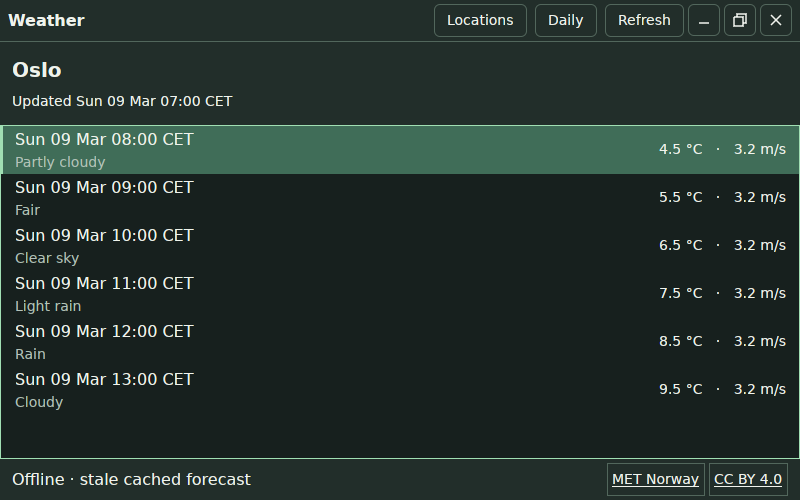 Weather Locations Daily Refresh
Oslo
Updated Sun 09 Mar 07:00 CET
Sun 09 Mar 08:00 CET
Partly cloudy
4.5 °C · 3.2 m/s
Sun 09 Mar 09:00 CET
Fair
5.5 °C · 3.2 m/s
Sun 09 Mar 10:00 CET
Clear sky
6.5 °C · 3.2 m/s
Sun 09 Mar 11:00 CET
Light rain
7.5 °C · 3.2 m/s
Sun 09 Mar 12:00 CET
Rain
8.5 °C · 3.2 m/s
Sun 09 Mar 13:00 CET
Cloudy
9.5 °C · 3.2 m/s
Offline · stale cached forecast MET Norway CC BY 4.0